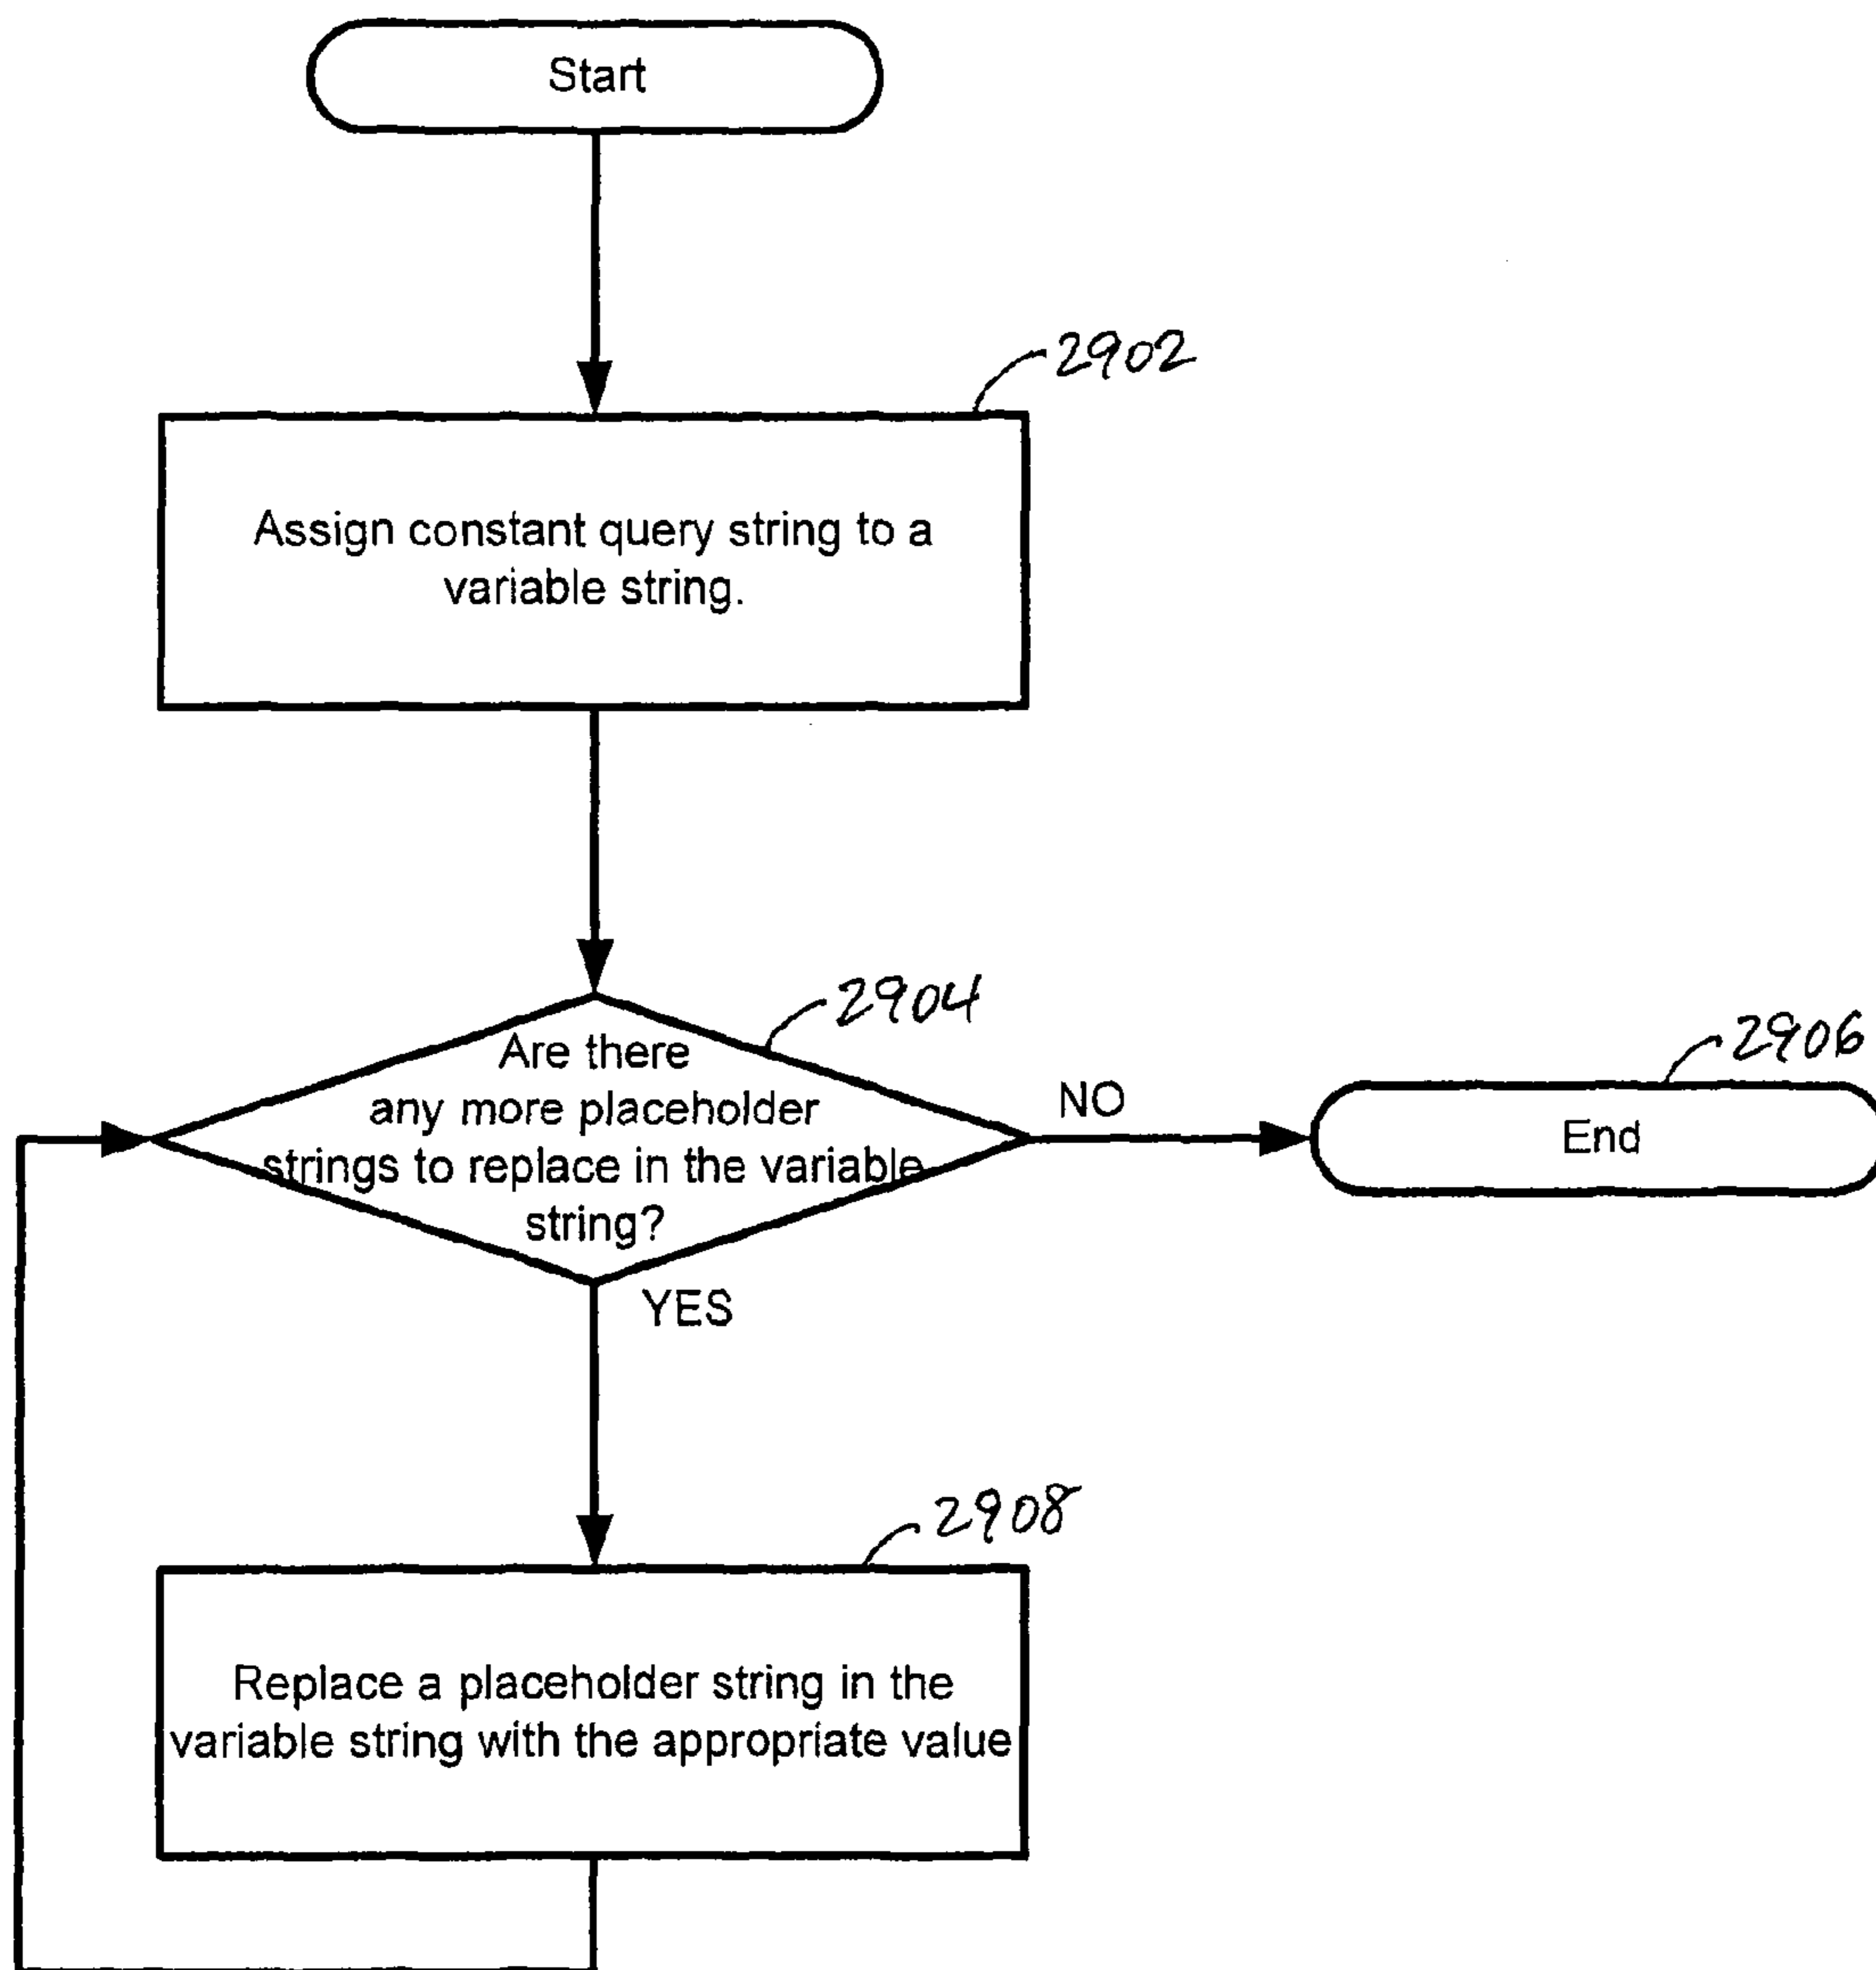 Start
2902
Assign constant query string to a
variable string.
2904
Are there
any more placeholder
strings to replace in the variable
string?
NO
2906
End
YES
2908
Replace a placeholder string in the
variable string with the appropriate value